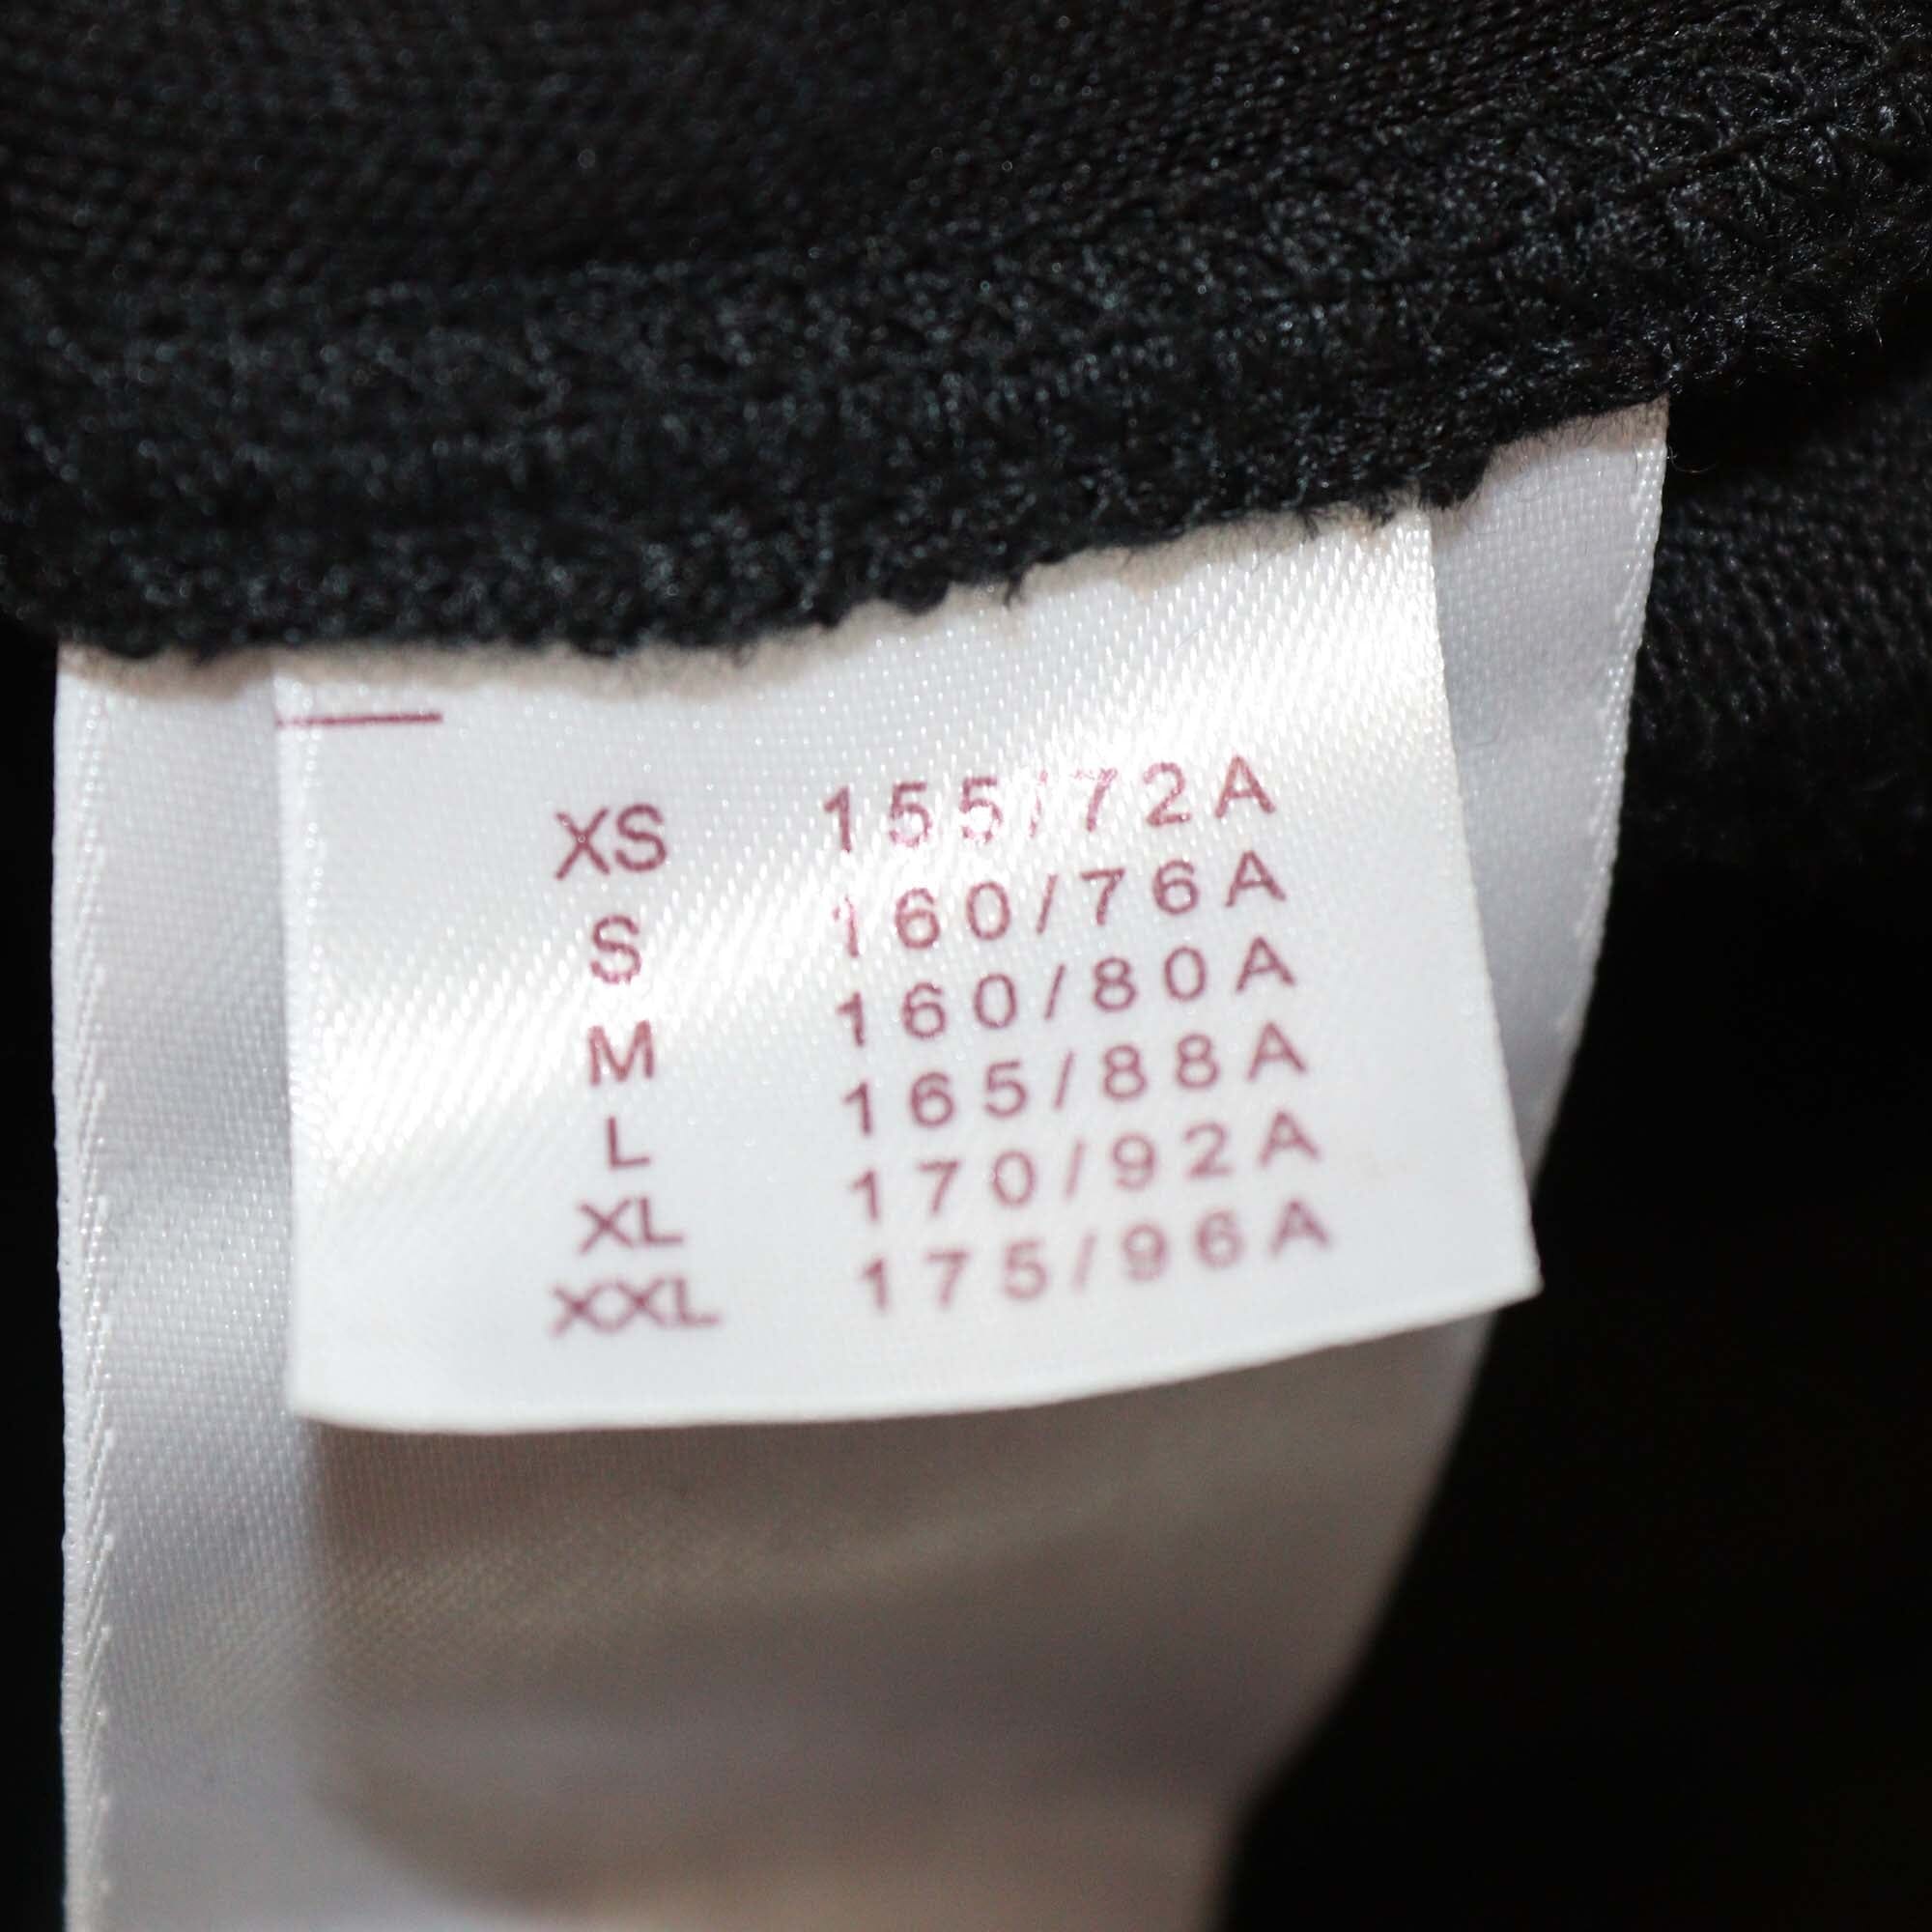 XS 155/72A
S 160/76A
M 160/80A
L 165/88A
XL 170/92A
XXL 175/96A